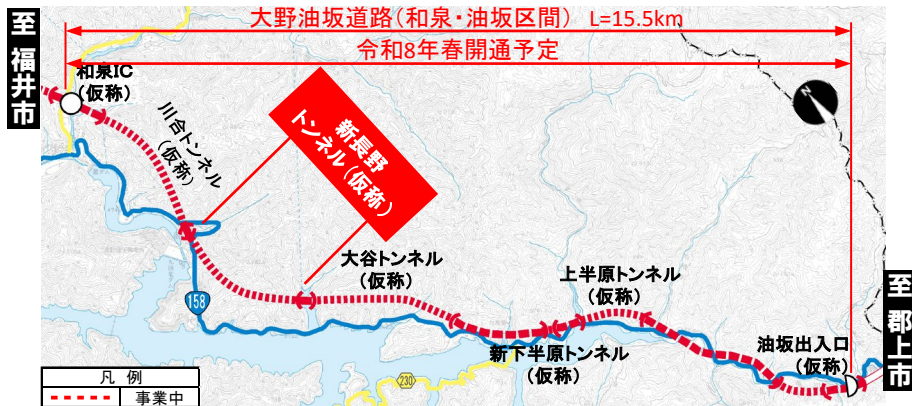 大野油坂道路(和泉・油坂区間) L=15.5km
令和8年春開通予定
至 福井市
和泉IC
(仮称)
川合トンネル
(仮称)
新長野
トンネル(仮称)
N
大谷トンネル
(仮称)
上半原トンネル
(仮称)
158
新下半原トンネル
(仮称)
油坂出入口
(仮称)
至 郡上市
230
凡 例
事業中